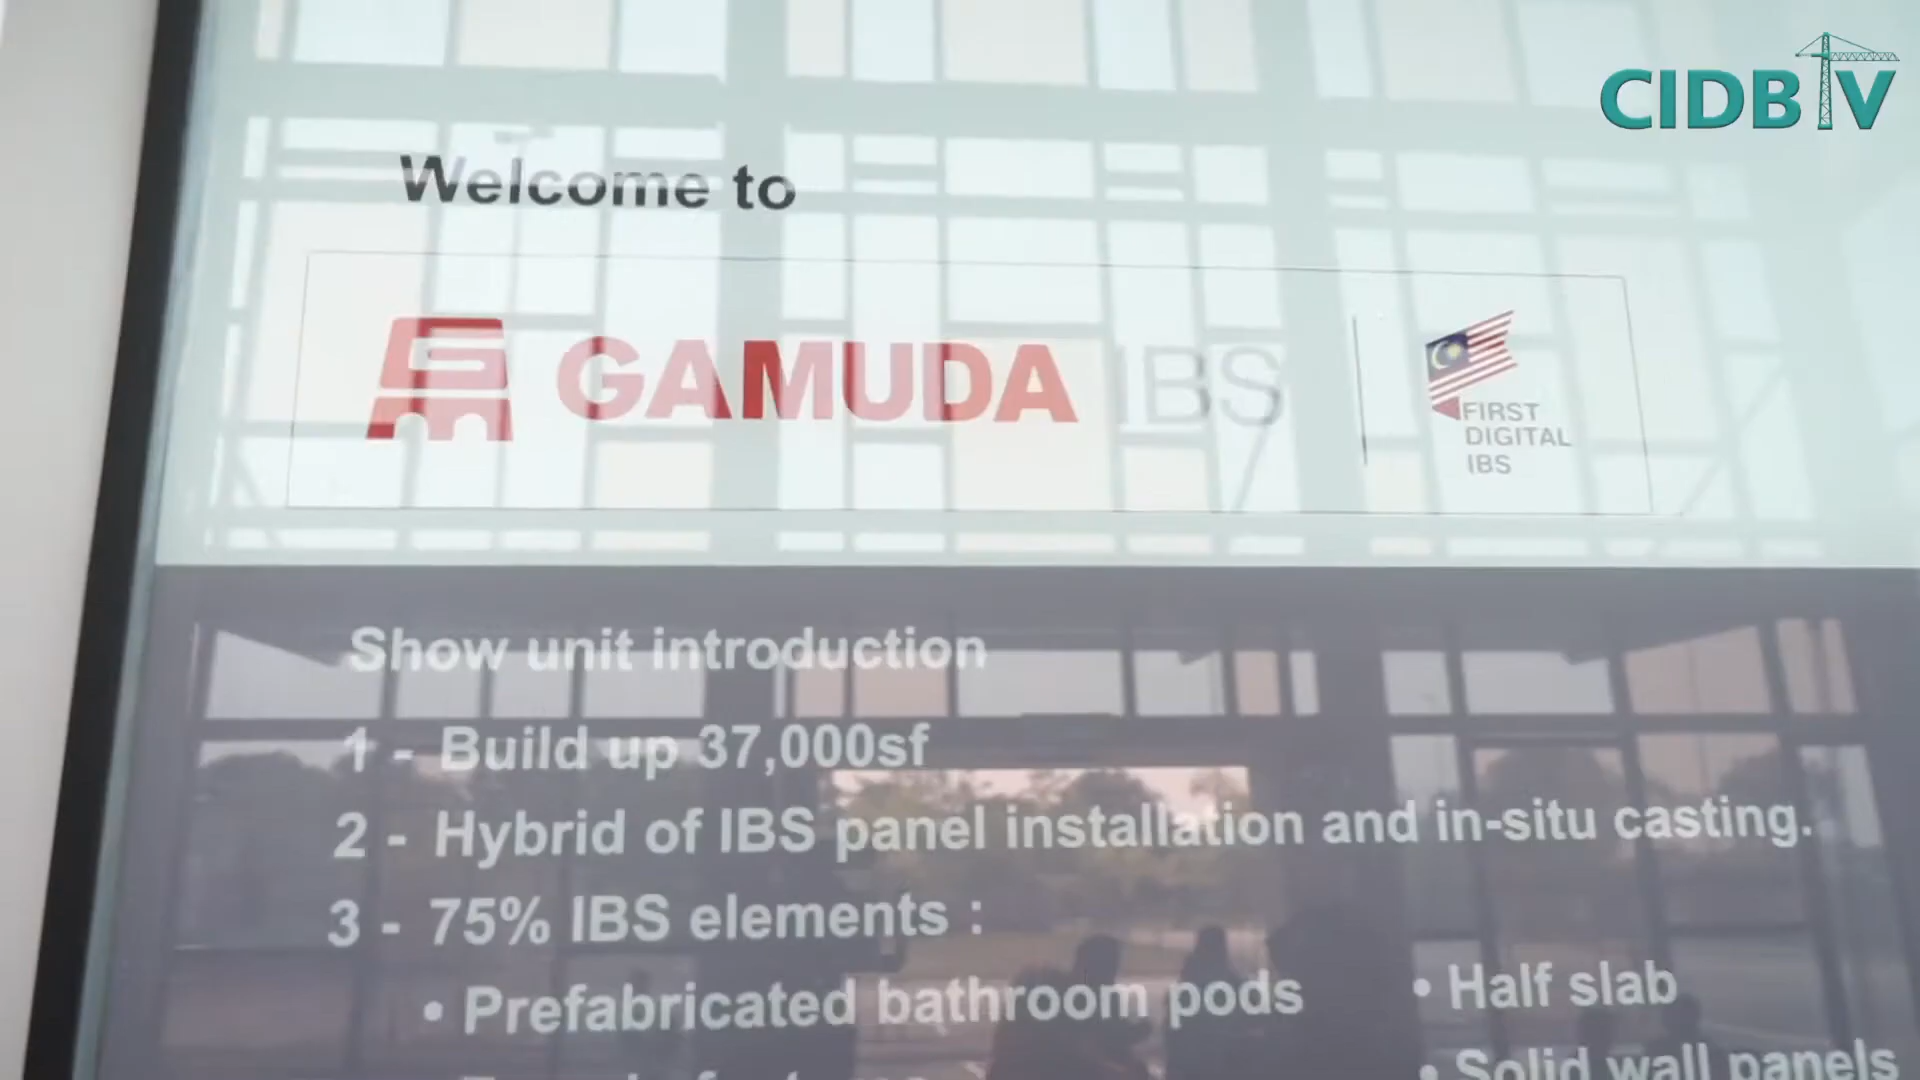 CIDB TV
Welcome to
GAMUDA IBS
FIRST
DIGITAL
IBS
Show unit introduction
1 - Build up 37,000sf
2 - Hybrid of IBS panel installation and in-situ casting.
3 - 75% IBS elements :
• Prefabricated bathroom pods
• Half slab
• Solid wall panels